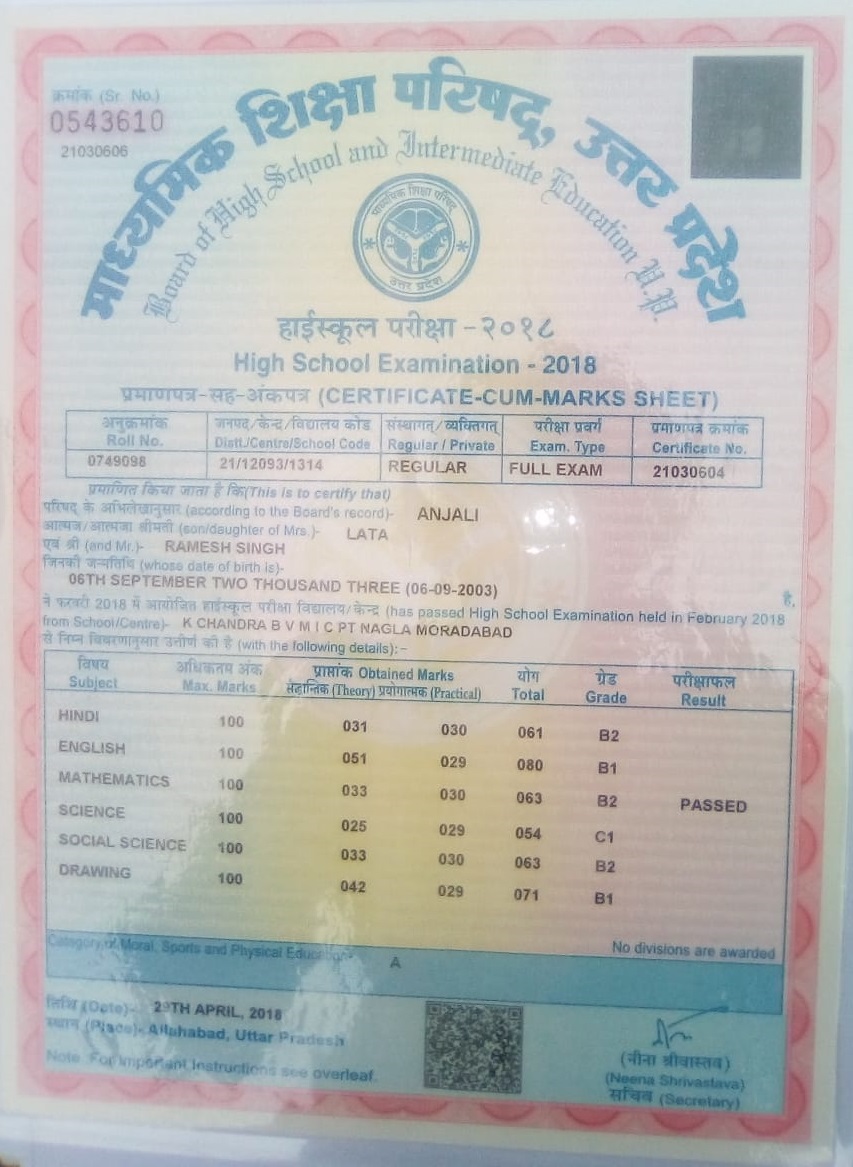 क्रमांक (Sr. No.)
0543610
21030606
माध्यमिक शिक्षा परिषद्, उत्तर प्रदेश
Board of High School and Intermediate Education U.P.
माध्यमिक शिक्षा परिषद्
उत्तर प्रदेश
हाईस्कूल परीक्षा -२०१८
High School Examination - 2018
प्रमाणपत्र-सह-अंकपत्र (CERTIFICATE-CUM-MARKS SHEET)
अनुक्रमांक जनपद/केन्द्र/विद्यालय कोड संस्थागत/व्यक्तिगत परीक्षा प्रवर्ग प्रमाणपत्र क्रमांक
Roll No. Distt./Centre/School Code Regular / Private Exam. Type Certificate No.
0749098 21/12093/1314 REGULAR FULL EXAM 21030604
प्रमाणित किया जाता है कि(This is to certify that)
परिषद के अभिलेखानुसार (according to the Board's record)- ANJALI
आत्मज/आत्मजा श्रीमती (son/daughter of Mrs.)- LATA
एवं श्री (and Mr.)- RAMESH SINGH
जिनकी जन्मतिथि (whose date of birth is)-
06TH SEPTEMBER TWO THOUSAND THREE (06-09-2003) है,
ने फरवरी 2018 में आयोजित हाईस्कूल परीक्षा विद्यालय/केन्द्र (has passed High School Examination held in February 2018
from School/Centre)- K CHANDRA B V M I C PT NAGLA MORADABAD
से निम्न विवरणानुसार उत्तीर्ण की है (with the following details):-
विषय अधिकतम अंक प्राप्तांक Obtained Marks योग ग्रेड परीक्षाफल
Subject Max. Marks सैद्धान्तिक (Theory) प्रयोगात्मक (Practical) Total Grade Result
HINDI 100 031 030 061 B2
ENGLISH 100 051 029 080 B1
MATHEMATICS 100 033 030 063 B2 PASSED
SCIENCE 100 025 029 054 C1
SOCIAL SCIENCE 100 033 030 063 B2
DRAWING 100 042 029 071 B1
No divisions are awarded
Category of Moral, Sports and Physical Education- A
तिथि (Date)- 29TH APRIL, 2018
स्थान (Place)- Allahabad, Uttar Pradesh
Note. For Important Instructions see overleaf.
(नीना श्रीवास्तव)
(Neena Shrivastava)
सचिव (Secretary)